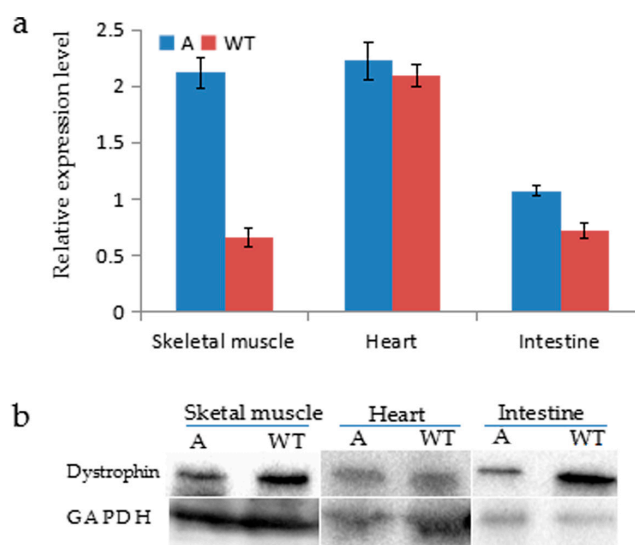 a
A WT
Relative expression level
2.5
2
1.5
1
0.5
0
Skeletal muscle Heart Intestine
b
Sketal muscle Heart Intestine
A WT A WT A WT
Dystrophin
GAPDH